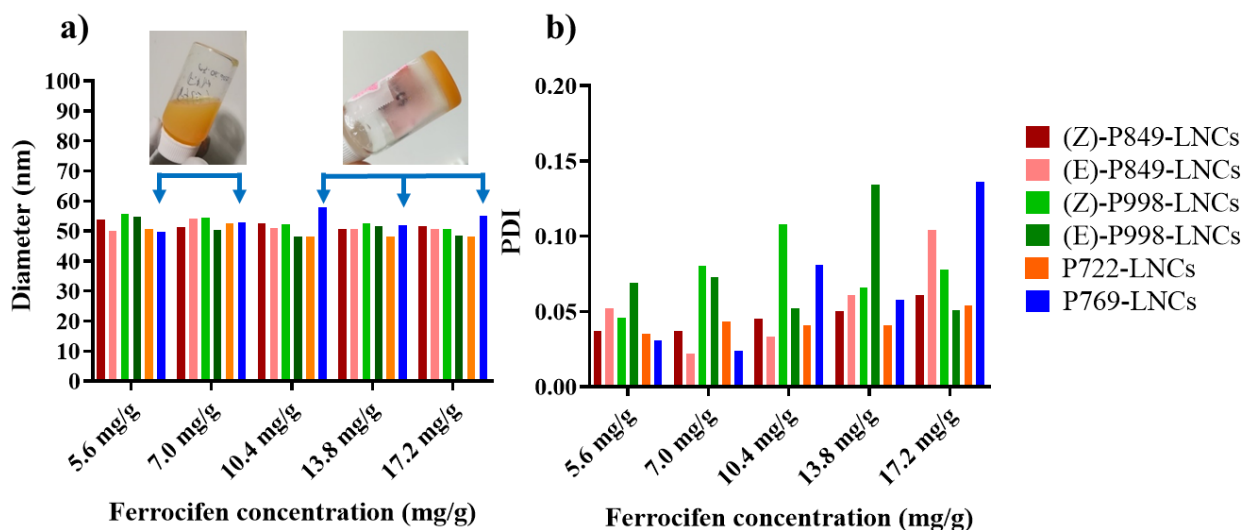 a)
100
90
80
70
60
50
40
30
20
10
0
Diameter (nm)
5.6 mg/g
7.0 mg/g
10.4 mg/g
13.8 mg/g
17.2 mg/g
Ferrocifen concentration (mg/g)
b)
0.20
0.15
0.10
0.05
0.00
PDI
5.6 mg/g
7.0 mg/g
10.4 mg/g
13.8 mg/g
17.2 mg/g
Ferrocifen concentration (mg/g)
(Z)-P849-LNCs
(E)-P849-LNCs
(Z)-P998-LNCs
(E)-P998-LNCs
P722-LNCs
P769-LNCs